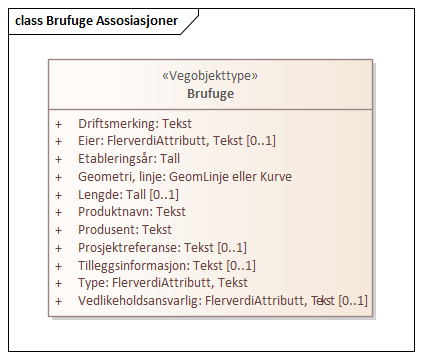 class Brufuge Assosiasjoner
«Vegobjekttype»
Brufuge
+ Driftsmerking: Tekst
+ Eier: FlerverdiAttributt, Tekst [0..1]
+ Etableringsår: Tall
+ Geometri, linje: GeomLinje eller Kurve
+ Lengde: Tall [0..1]
+ Produktnavn: Tekst
+ Produsent: Tekst
+ Prosjektreferanse: Tekst [0..1]
+ Tilleggsinformasjon: Tekst [0..1]
+ Type: FlerverdiAttributt, Tekst
+ Vedlikeholdsansvarlig: FlerverdiAttributt, Tekst [0..1]